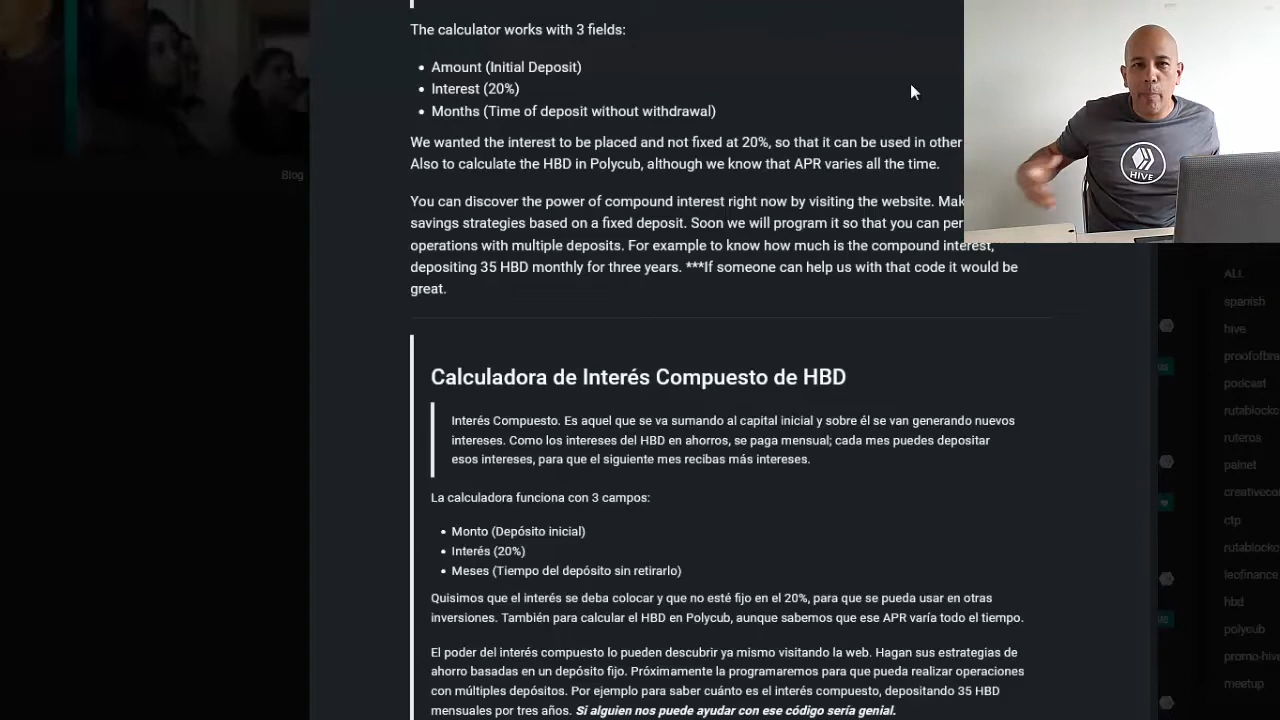 The calculator works with 3 fields:
• Amount (Initial Deposit)
• Interest (20%)
• Months (Time of deposit without withdrawal)
We wanted the interest to be placed and not fixed at 20%, so that it can be used in other
Also to calculate the HBD in Polycub, although we know that APR varies all the time.
You can discover the power of compound interest right now by visiting the website.
savings strategies based on a fixed deposit. Soon we will program it so that you can
operations with multiple deposits. For example to know how much is the compound interest,
depositing 35 HBD monthly for three years. ***If someone can help us with that code it would be
great.
HIVE
Blog
Calculadora de Interés Compuesto de HBD
Interés Compuesto. Es aquel que se va sumando al capital inicial y sobre él se van generando nuevos
intereses. Como los intereses del HBD en ahorros, se paga mensual; cada mes puedes depositar
esos intereses, para que el siguiente mes recibas más intereses.
La calculadora funciona con 3 campos:
• Monto (Depósito inicial)
• Interés (20%)
• Meses (Tiempo del depósito sin retirarlo)
Quisimos que el interés se deba colocar y que no esté fijo en el 20%, para que se pueda usar en otras
inversiones. También para calcular el HBD en Polycub, aunque sabemos que ese APR varía todo el tiempo.
El poder del interés compuesto lo pueden descubrir ya mismo visitando la web. Hagan sus estrategias de
ahorro basadas en un depósito fijo. Próximamente la programaremos para que pueda realizar operaciones
con múltiples depósitos. Por ejemplo para saber cuánto es el interés compuesto, depositando 35 HBD
mensuales por tres años. Si alguien nos puede ayudar con ese código sería genial.
ALL
spanish
hive
proofofbra
podcast
rutablocko
ruteros
palnet
creativecoi
ctp
rutablocko
leofinance
hbd
polycub
promo-hive
meetup